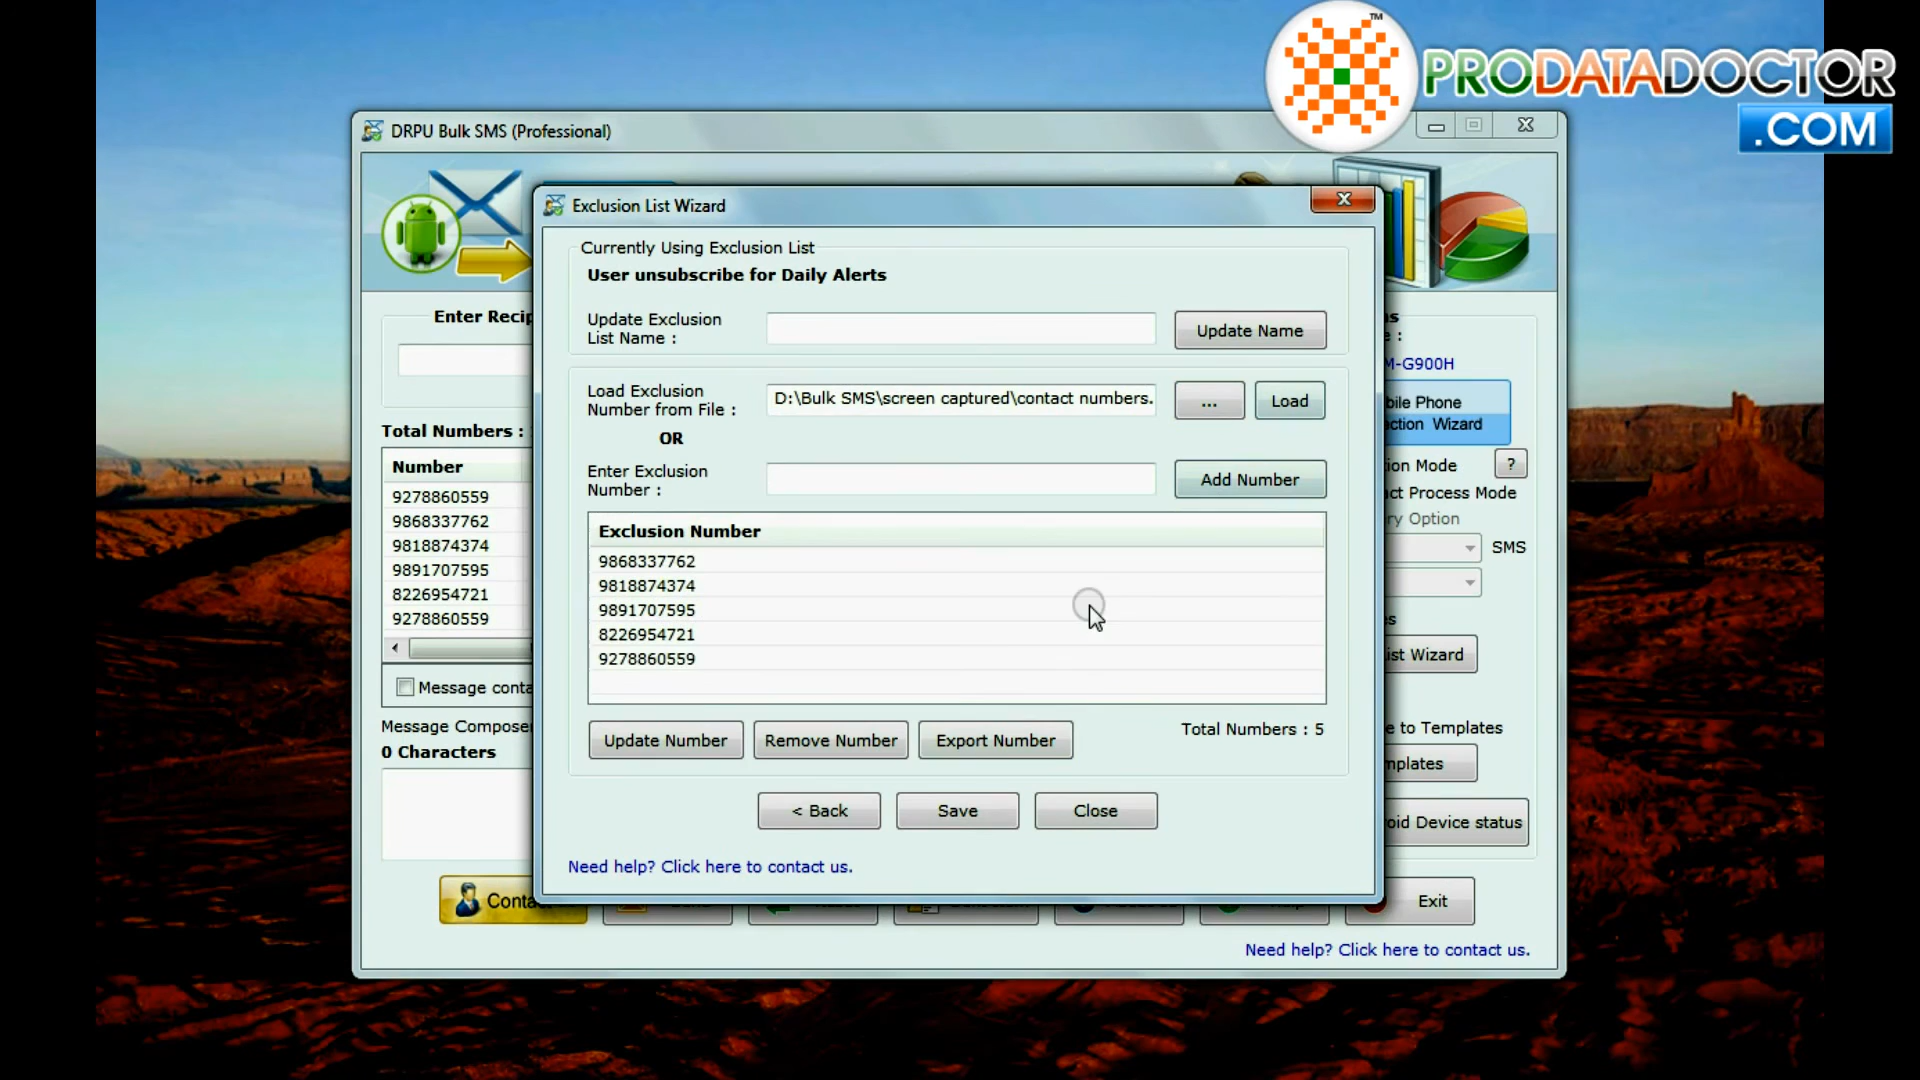 TM
PRODATADOCTOR
.COM
DRPU Bulk SMS (Professional)
Exclusion List Wizard
Currently Using Exclusion List
User unsubscribe for Daily Alerts
Update Exclusion
List Name :
Update Name
Load Exclusion
Number from File :
D:\Bulk SMS\screen captured\contact numbers.
...
Load
OR
Enter Exclusion
Number :
Add Number
Exclusion Number
9868337762
9818874374
9891707595
8226954721
9278860559
Update Number
Remove Number
Export Number
Total Numbers : 5
< Back
Save
Close
Need help? Click here to contact us.
Enter Recip
Total Numbers :
Number
9278860559
9868337762
9818874374
9891707595
8226954721
9278860559
Message conta
Message Composer
0 Characters
Conta
M-G900H
bile Phone
ction Wizard
ion Mode
?
ct Process Mode
ry Option
SMS
ist Wizard
e to Templates
mplates
oid Device status
Exit
Need help? Click here to contact us.